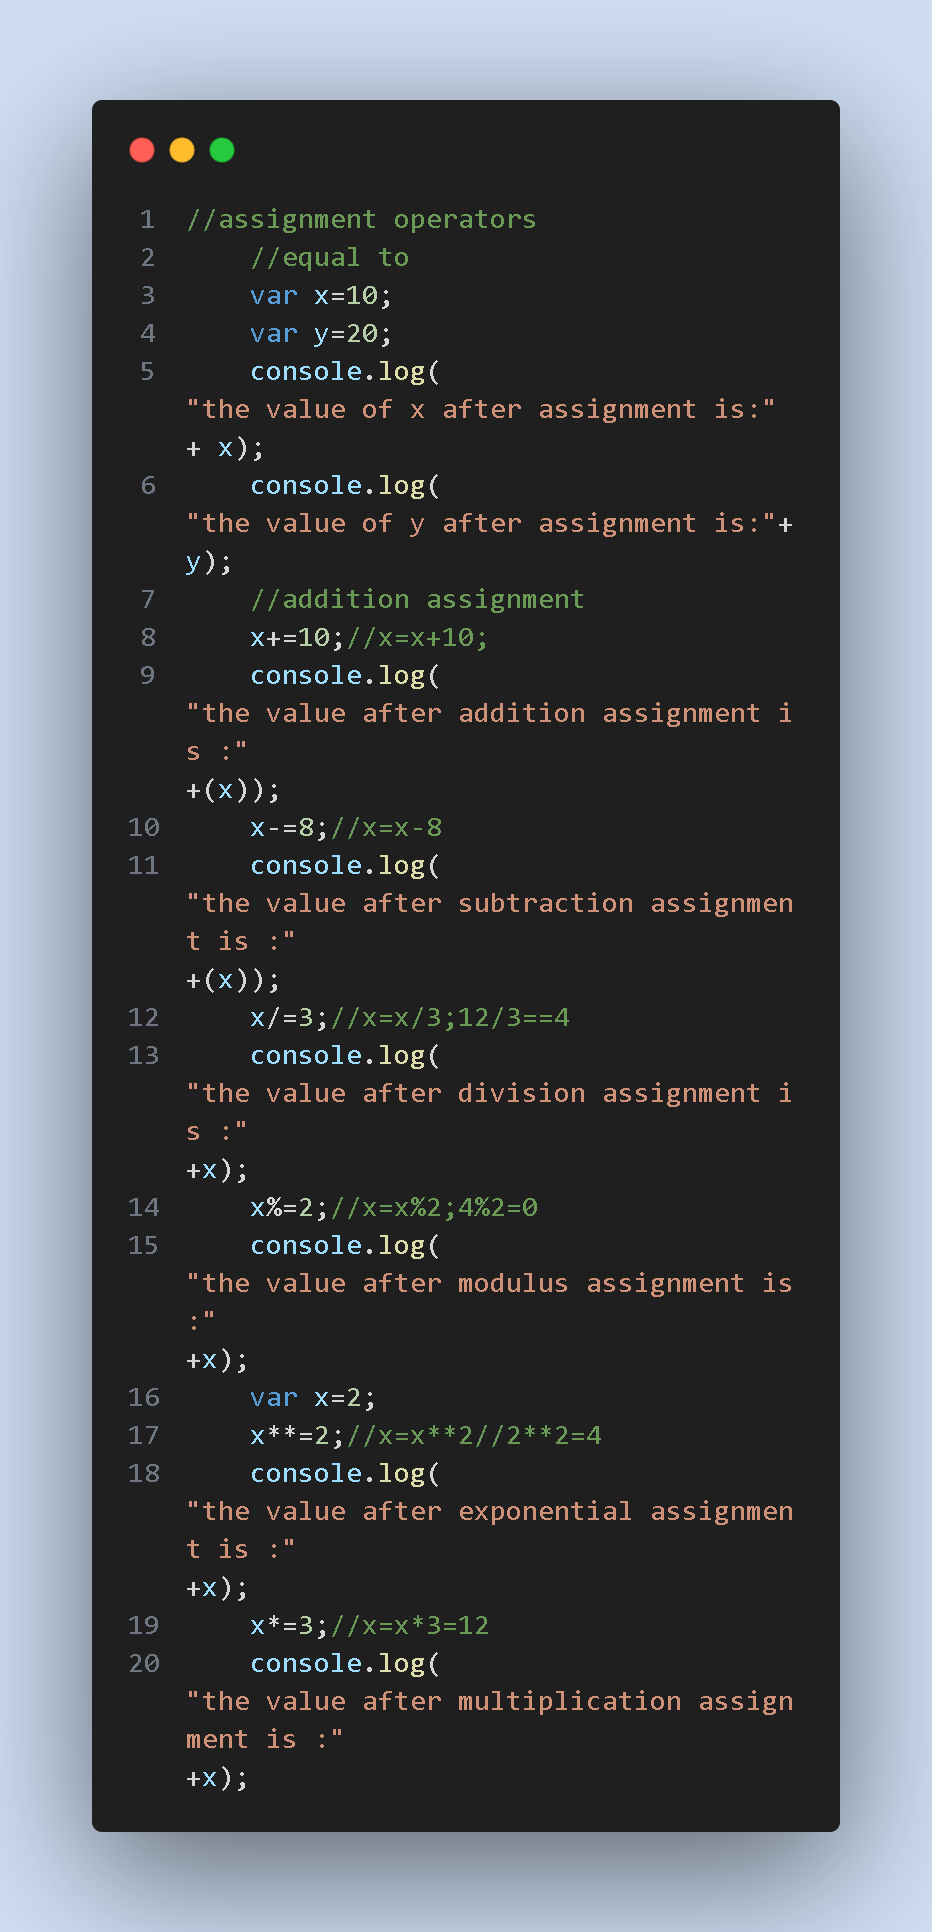 1 //assignment operators
2     //equal to
3     var x=10;
4     var y=20;
5     console.log(
"the value of x after assignment is:"
+ x);
6     console.log(
"the value of y after assignment is:"+
y);
7     //addition assignment
8     x+=10;//x=x+10;
9     console.log(
"the value after addition assignment i
s :"
+(x));
10     x-=8;//x=x-8
11     console.log(
"the value after subtraction assignmen
t is :"
+(x));
12     x/=3;//x=x/3;12/3==4
13     console.log(
"the value after division assignment i
s :"
+x);
14     x%=2;//x=x%2;4%2=0
15     console.log(
"the value after modulus assignment is
:"
+x);
16     var x=2;
17     x**=2;//x=x**2//2**2=4
18     console.log(
"the value after exponential assignmen
t is :"
+x);
19     x*=3;//x=x*3=12
20     console.log(
"the value after multiplication assign
ment is :"
+x);